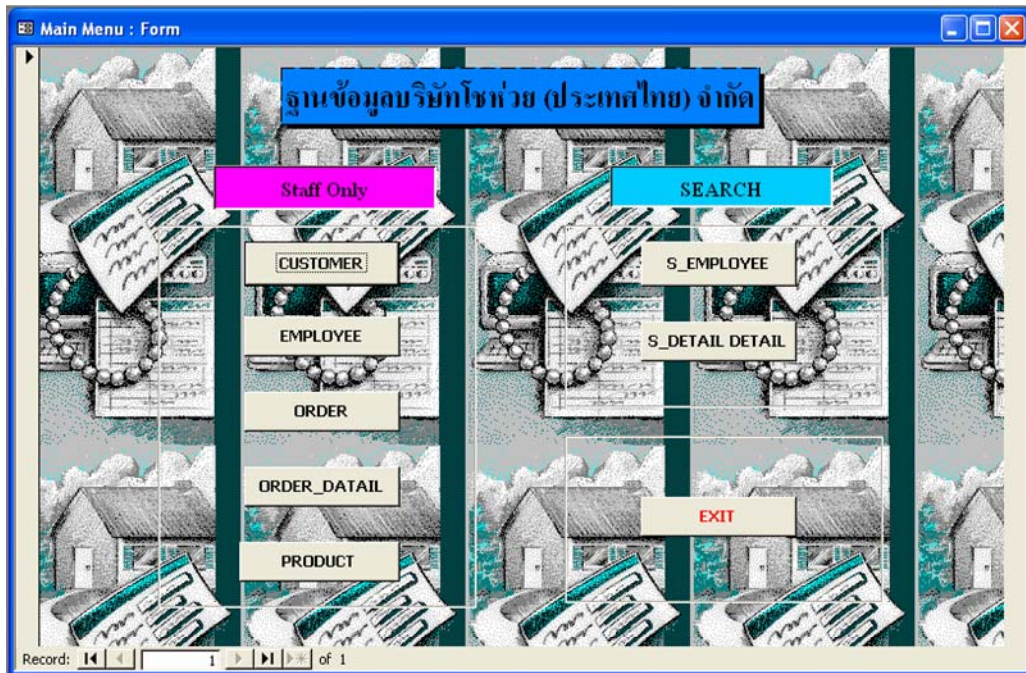 Main Menu : Form
ฐานข้อมูลบริษัทโชห่วย (ประเทศไทย) จำกัด
Staff Only
SEARCH
CUSTOMER
S_EMPLOYEE
EMPLOYEE
S_DETAIL DETAIL
ORDER
ORDER_DATAIL
EXIT
PRODUCT
Record: 1 of 1